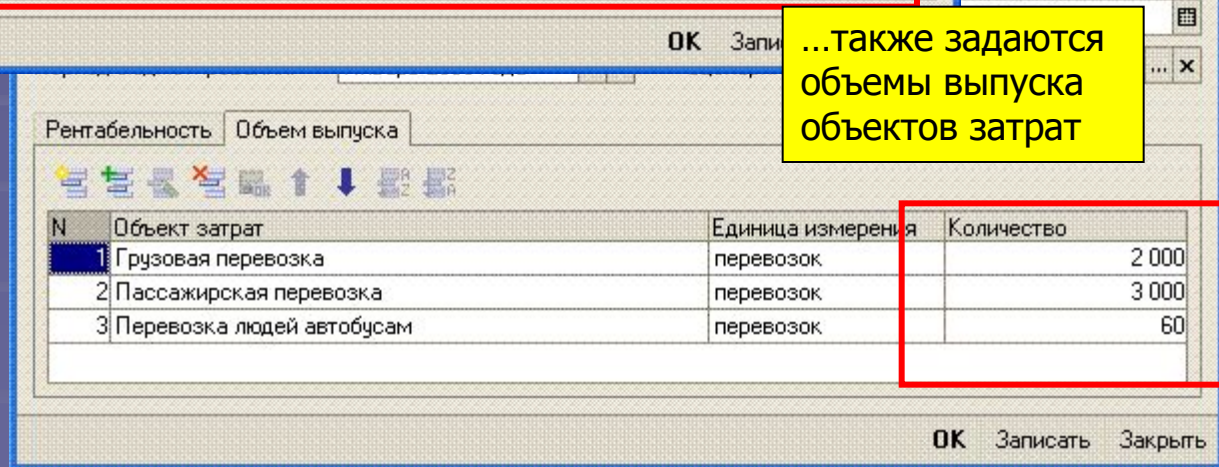 OK Запи
...также задаются
объемы выпуска
объектов затрат
... x
Рентабельность Объем выпуска
N Объект затрат Единица измерения Количество
1 Грузовая перевозка перевозок 2 000
2 Пассажирская перевозка перевозок 3 000
3 Перевозка людей автобусам перевозок 60
OK Записать Закрыть